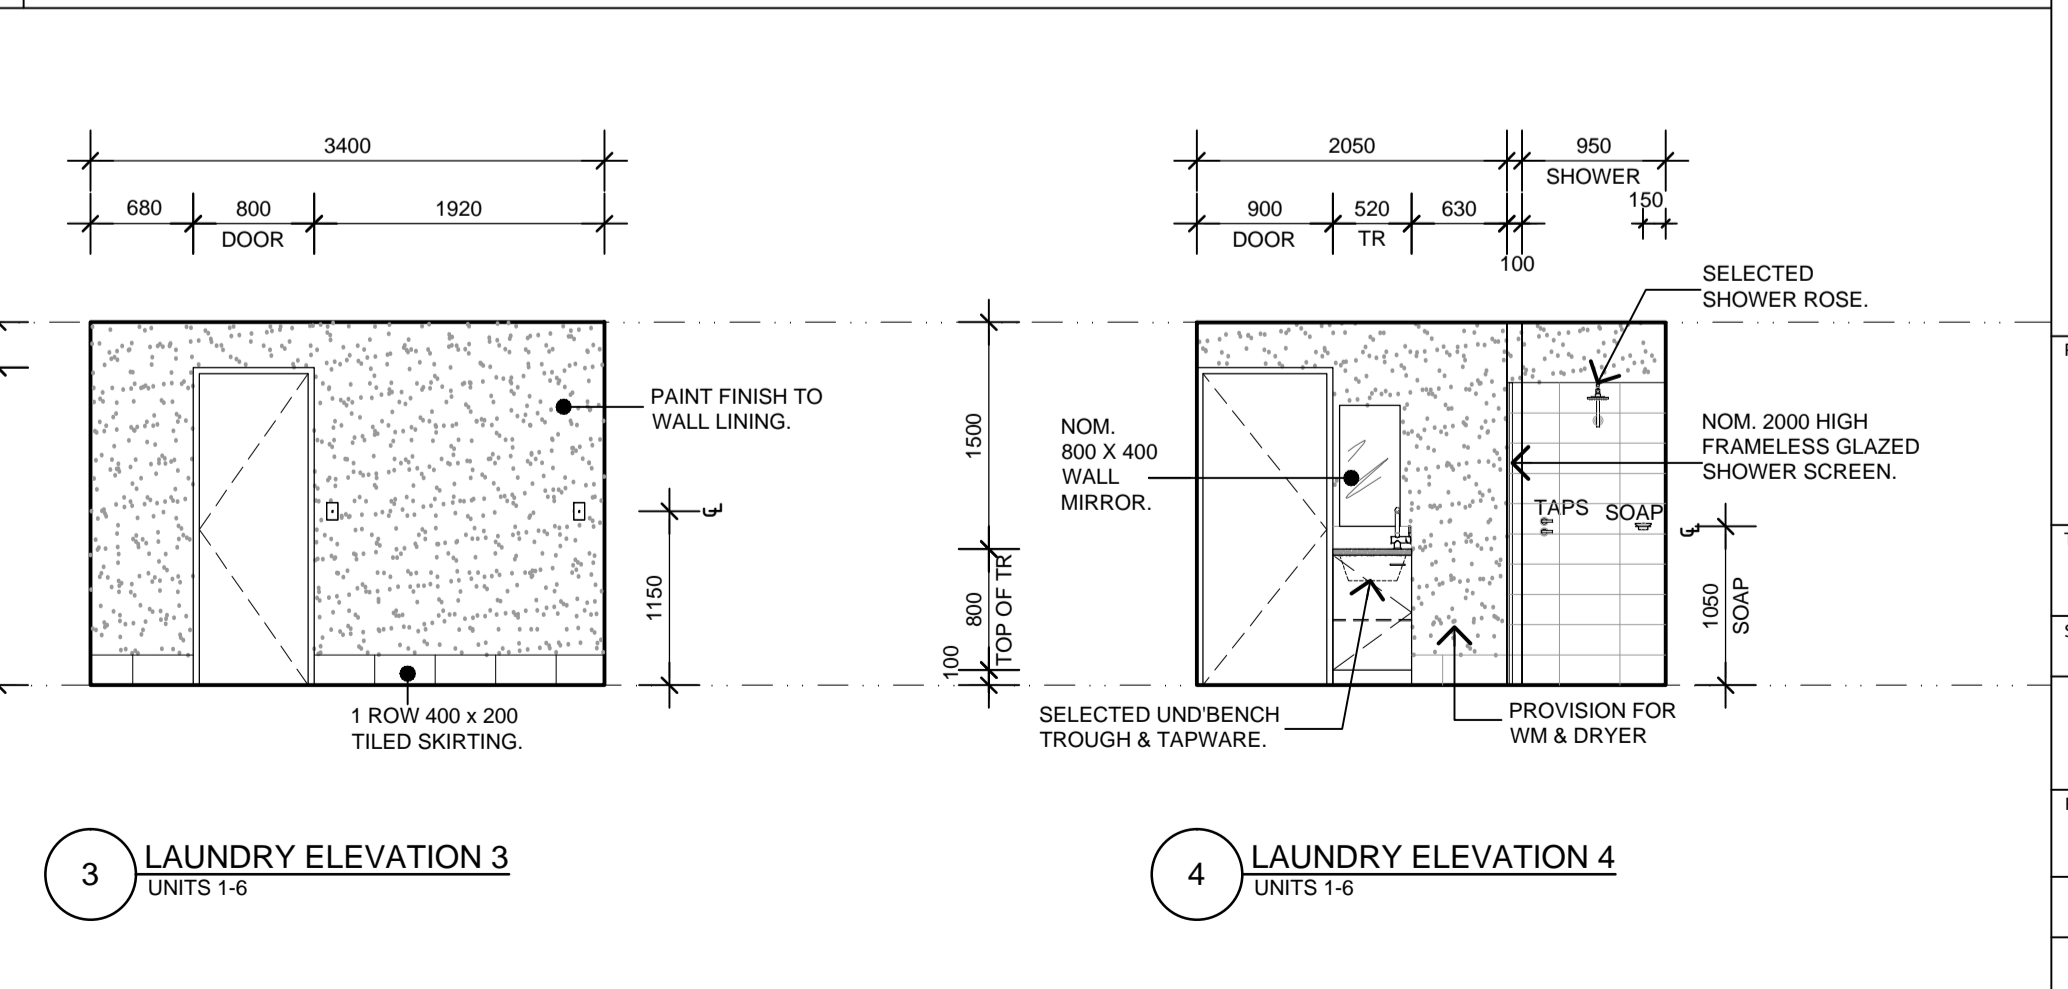 3400
680
800
1920
DOOR
PAINT FINISH TO
WALL LINING.
1150
℄
1 ROW 400 x 200
TILED SKIRTING.
3
LAUNDRY ELEVATION 3
UNITS 1-6
2050
950
SHOWER
150
900
520
630
DOOR
TR
100
SELECTED
SHOWER ROSE.
NOM.
800 X 400
WALL
MIRROR.
NOM. 2000 HIGH
FRAMELESS GLAZED
SHOWER SCREEN.
TAPS
SOAP
℄
1500
800
TOP OF TR
100
1050
SOAP
SELECTED UND'BENCH
TROUGH & TAPWARE.
PROVISION FOR
WM & DRYER
4
LAUNDRY ELEVATION 4
UNITS 1-6